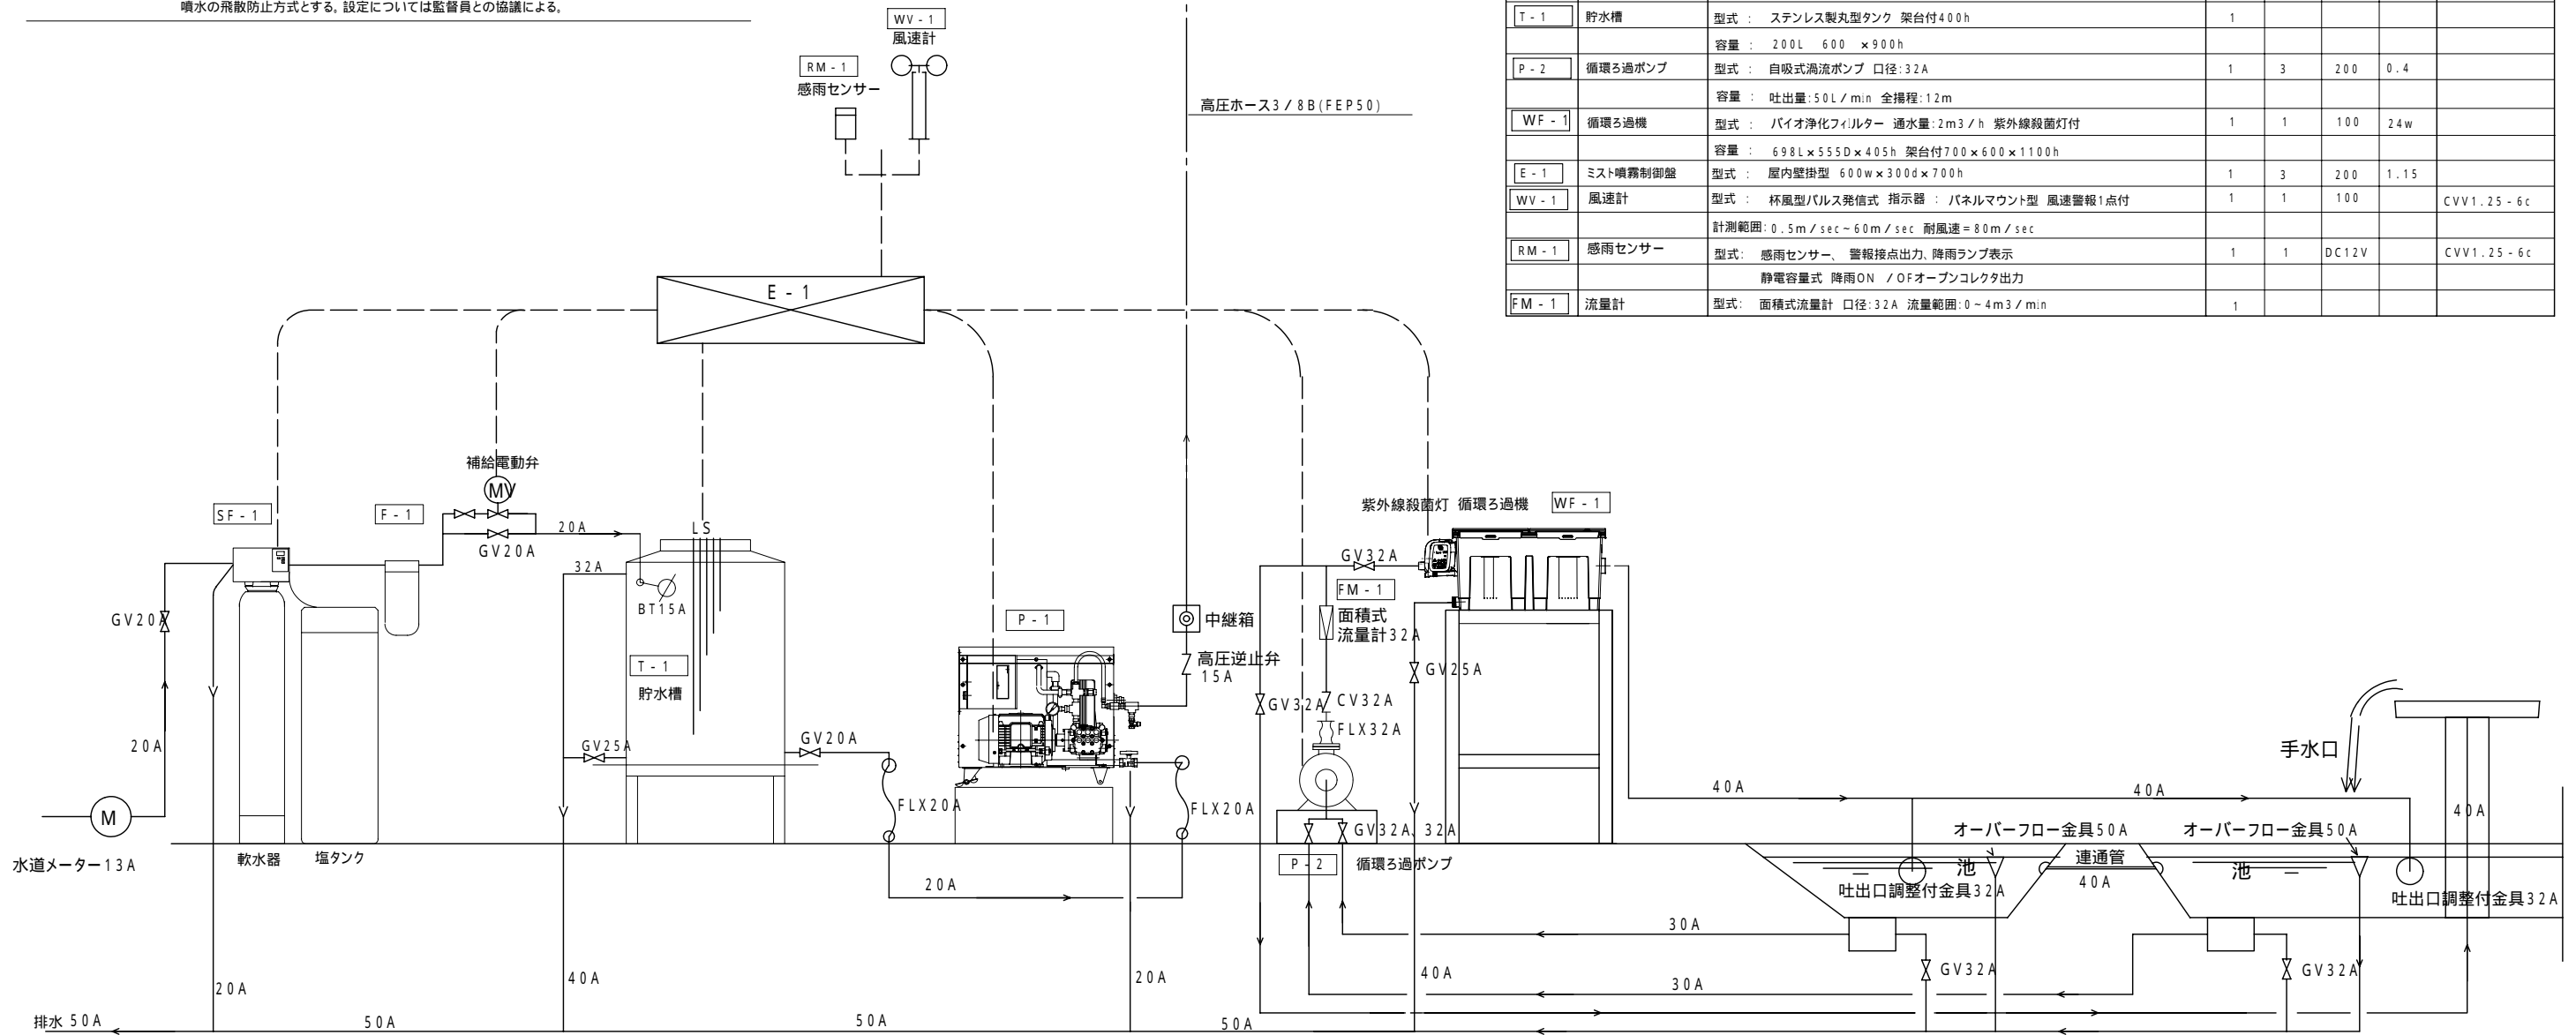 噴水の飛散防止方式とする。設定については監督員との協議による。
T-1 貯水槽 型式 : ステンレス製丸型タンク 架台付400h 1
容量 : 200L 600 ×900h
P-2 循環ろ過ポンプ 型式 : 自吸式渦流ポンプ 口径:32A 1 3 200 0.4
容量 : 吐出量:50L/min 全揚程:12m
WF-1 循環ろ過機 型式 : バイオ浄化フィルター 通水量:2m3/h 紫外線殺菌灯付 1 1 100 24w
容量 : 698L×555D×405h 架台付700×600×1100h
E-1 ミスト噴霧制御盤 型式 : 屋内壁掛型 600w×300d×700h 1 3 200 1.15
WV-1 風速計 型式 : 杯風型パルス発信式 指示器 : パネルマウント型 風速警報1点付 1 1 100 CVV1.25-6c
計測範囲:0.5m/sec~60m/sec 耐風速=80m/sec
RM-1 感雨センサー 型式: 感雨センサー、 警報接点出力、降雨ランプ表示 1 1 DC12V CVV1.25-6c
静電容量式 降雨ON /OFオープンコレクタ出力
FM-1 流量計 型式: 面積式流量計 口径:32A 流量範囲:0~4m3/min 1
WV-1
風速計
RM-1
感雨センサー
高圧ホース3/8B(FEP50)
E-1
補給電動弁
MV
SF-1
F-1
20A
GV20A
LS
32A
BT15A
GV20A
T-1
貯水槽
P-1
中継箱
高圧逆止弁
15A
紫外線殺菌灯 循環ろ過機 WF-1
GV32A
FM-1
面積式
流量計32A
GV25A
GV32A
CV32A
FLX32A
20A
GV25A
GV20A
FLX20A
FLX20A
M
水道メーター13A
軟水器
塩タンク
GV32A、32A
P-2 循環ろ過ポンプ
20A
手水口
40A
40A
40A
オーバーフロー金具50A
オーバーフロー金具50A
池
連通管
40A
池
吐出口調整付金具32A
吐出口調整付金具32A
30A
GV32A
GV32A
30A
20A
40A
20A
40A
排水 50A
50A
50A
50A